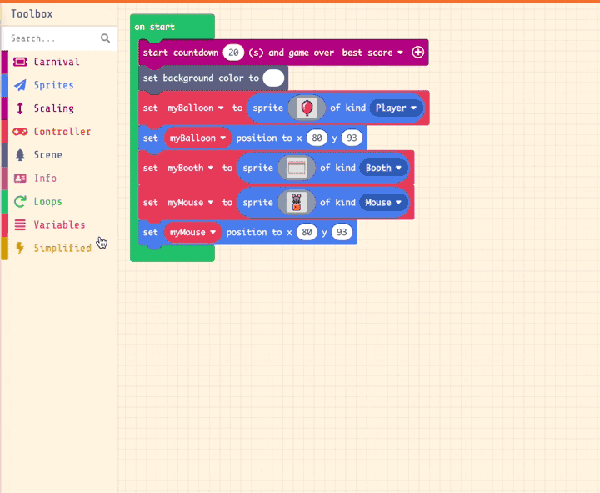 Toolbox
Search...
Carnival
Sprites
Scaling
Controller
Scene
Info
Loops
Variables
Simplified
on start
start countdown 20 (s) and game over best score
set background color to
set myBalloon to sprite of kind Player
set myBalloon position to x 80 y 93
set myBooth to sprite of kind Booth
set myMouse to sprite of kind Mouse
set myMouse position to x 80 y 93